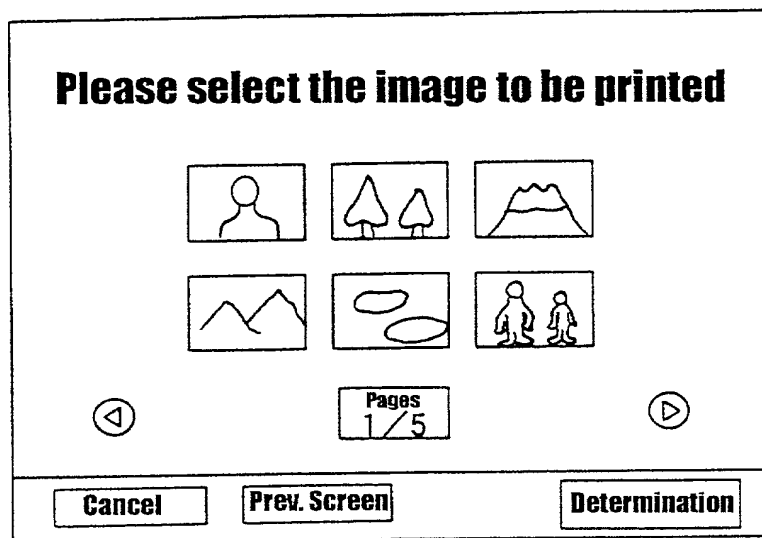 Please select the image to be printed
Pages
1/5
Cancel
Prev. Screen
Determination